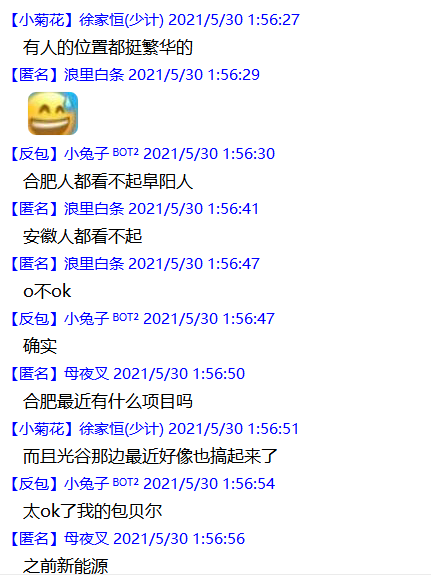 【小菊花】徐家恒(少计) 2021/5/30 1:56:27
有人的位置都挺繁华的
【匿名】浪里白条 2021/5/30 1:56:29
【反包】小兔子 BOT2 2021/5/30 1:56:30
合肥人都看不起阜阳人
【匿名】浪里白条 2021/5/30 1:56:41
安徽人都看不起
【匿名】浪里白条 2021/5/30 1:56:47
o不ok
【反包】小兔子 BOT2 2021/5/30 1:56:47
确实
【匿名】母夜叉 2021/5/30 1:56:50
合肥最近有什么项目吗
【小菊花】徐家恒(少计) 2021/5/30 1:56:51
而且光谷那边最近好像也搞起来了
【反包】小兔子 BOT2 2021/5/30 1:56:54
太ok了我的包贝尔
【匿名】母夜叉 2021/5/30 1:56:56
之前新能源